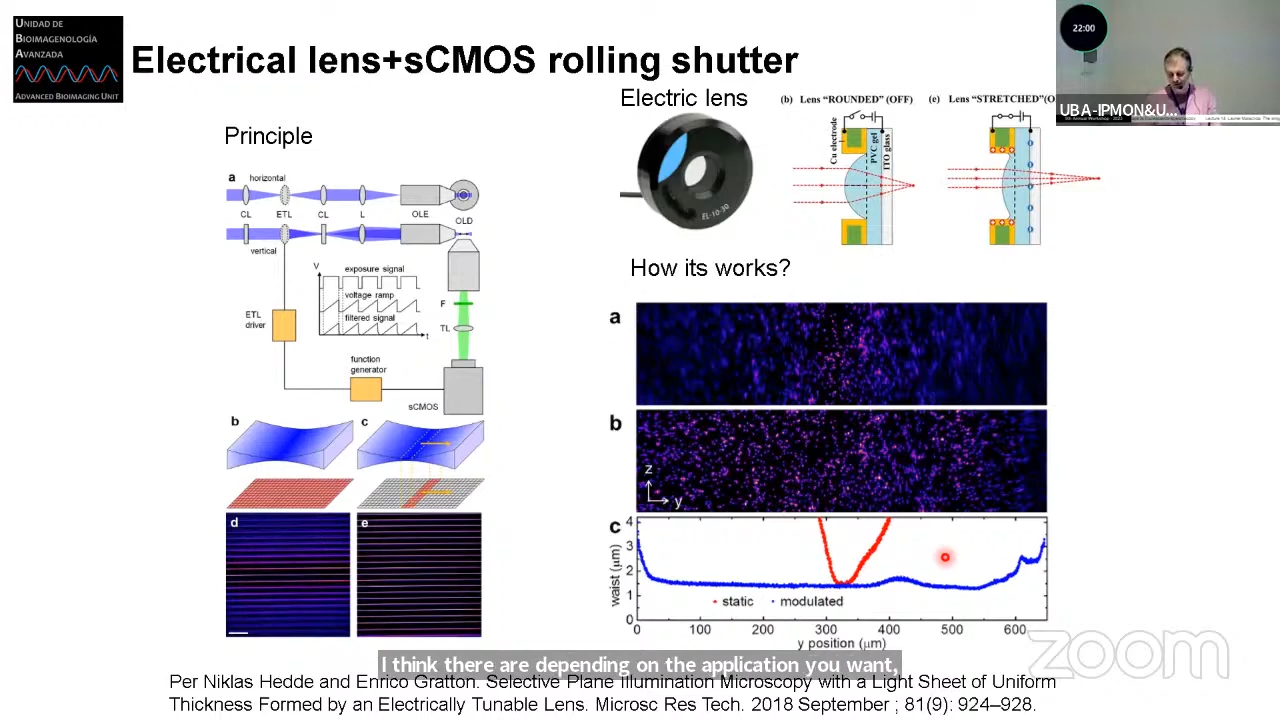 UNIDAD DE
BIOIMAGENOLOGÍA
AVANZADA
ADVANCED BIOIMAGING UNIT
Electrical lens+sCMOS rolling shutter
22:00
UBA-IPMON&U...
Principle
a
horizontal
CL
ETL
CL
L
OLE
OLD
vertical
V
exposure signal
voltage ramp
filtered signal
t
F
TL
ETL
driver
function
generator
sCMOS
b
c
d
e
Electric lens
EL-10-30
(b) Lens "ROUNDED" (OFF)
(e) Lens "STRETCHED"(O
Cu electrode
PVC gel
ITO glass
How its works?
a
b
z
y
c
waist (µm)
4
3
2
1
0
static
modulated
0 100 200 300 400 500 600
y position (µm)
zoom
I think there are depending on the application you want,
Per Niklas Hedde and Enrico Gratton. Selective Plane Illumination Microscopy with a Light Sheet of Uniform
Thickness Formed by an Electrically Tunable Lens. Microsc Res Tech. 2018 September ; 81(9): 924–928.